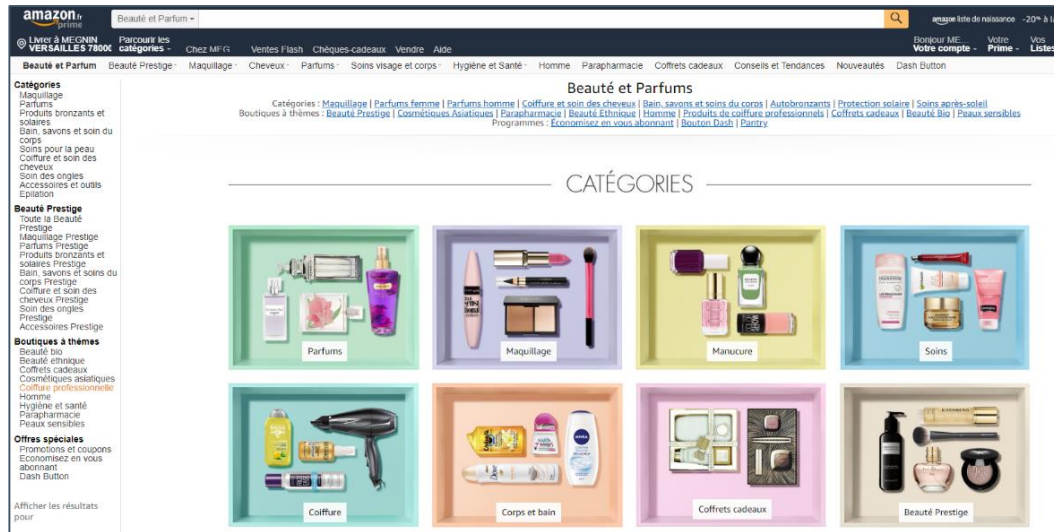 amazon.fr
prime
Beauté et Parfum
amazon liste de naissance -20% à la
Livrer à MEGNIN
VERSAILLES 78000
Parcourir les
catégories
Chez MEG Ventes Flash Chèques-cadeaux Vendre Aide
Bonjour ME...
Votre compte
Votre
Prime
Vos
Listes
Beauté et Parfum Beauté Prestige Maquillage Cheveux Parfums Soins visage et corps Hygiène et Santé Homme Parapharmacie Coffrets cadeaux Conseils et Tendances Nouveautés Dash Button
Catégories
Maquillage
Parfums
Produits bronzants et
solaires
Bain, savons et soin du
corps
Soins pour la peau
Coiffure et soin des
cheveux
Soin des ongles
Accessoires et outils
Epilation
Beauté Prestige
Toute la Beauté
Prestige
Maquillage Prestige
Parfums Prestige
Produits bronzants et
solaires Prestige
Bain, savons et soins du
corps Prestige
Coiffure et soin des
cheveux Prestige
Soin des ongles
Prestige
Accessoires Prestige
Boutiques à thèmes
Beauté bio
Beauté ethnique
Coffrets cadeaux
Cosmétiques asiatiques
Coiffure professionnelle
Homme
Hygiène et santé
Parapharmacie
Peaux sensibles
Offres spéciales
Promotions et coupons
Economisez en vous
abonnant
Dash Button
Afficher les résultats
pour
Beauté et Parfums
Catégories : Maquillage | Parfums femme | Parfums homme | Coiffure et soin des cheveux | Bain, savons et soins du corps | Autobronzants | Protection solaire | Soins après-soleil
Boutiques à thèmes : Beauté Prestige | Cosmétiques Asiatiques | Parapharmacie | Beauté Ethnique | Homme | Produits de coiffure professionnels | Coffrets cadeaux | Beauté Bio | Peaux sensibles
Programmes : Économisez en vous abonnant | Bouton Dash | Pantry
CATÉGORIES
Parfums
Maquillage
Manucure
Soins
NIVEA
Dove
Coiffure
Corps et bain
Coffrets cadeaux
Beauté Prestige